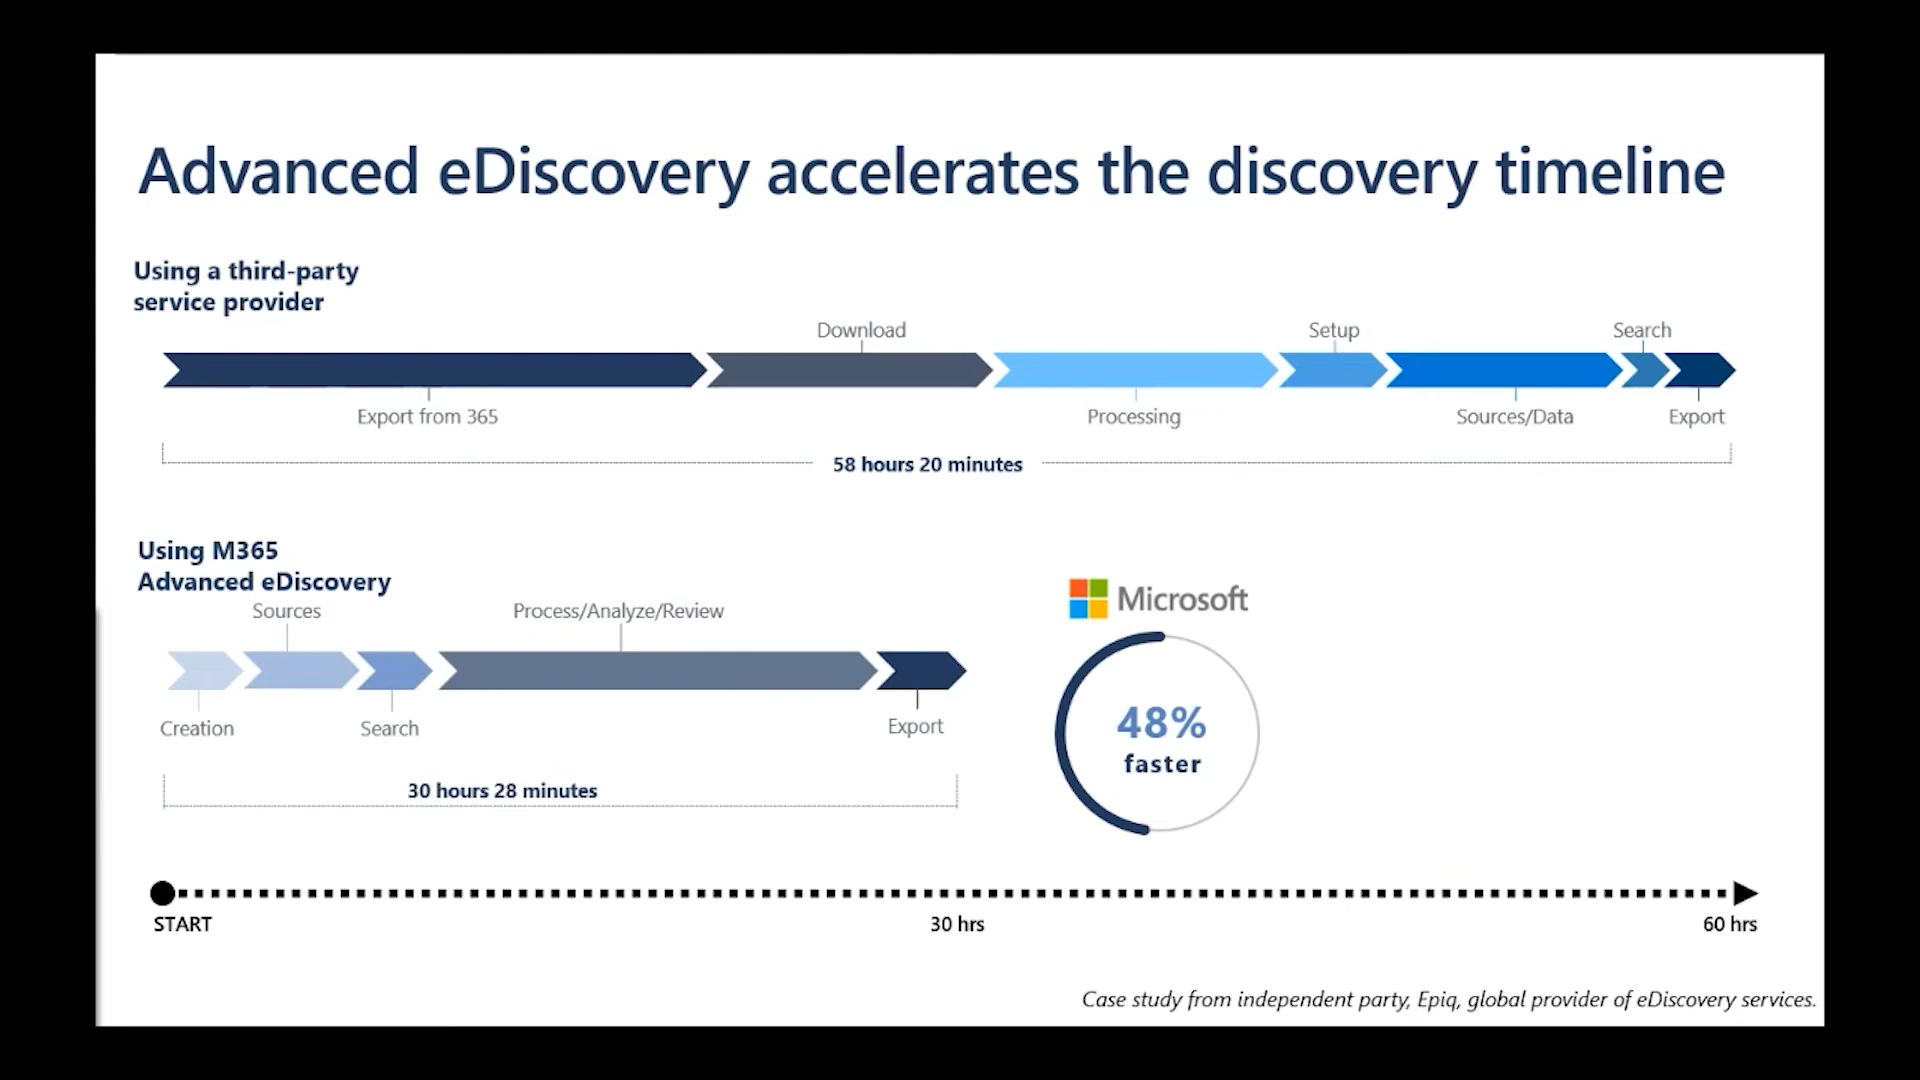 Advanced eDiscovery accelerates the discovery timeline
Using a third-party
service provider
Download
Setup
Search
Export from 365
Processing
Sources/Data
Export
58 hours 20 minutes
Using M365
Advanced eDiscovery
Sources
Process/Analyze/Review
Creation
Search
Export
30 hours 28 minutes
Microsoft
48%
faster
START
30 hrs
60 hrs
Case study from independent party, Epiq, global provider of eDiscovery services.